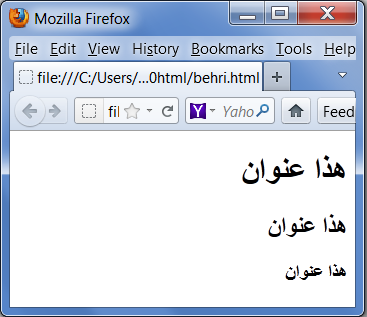 Mozilla Firefox
File Edit View History Bookmarks Tools Help
file:///C:/Users/...0html/behri.html
Yaho Feed
هذا عنوان
هذا عنوان
هذا عنوان